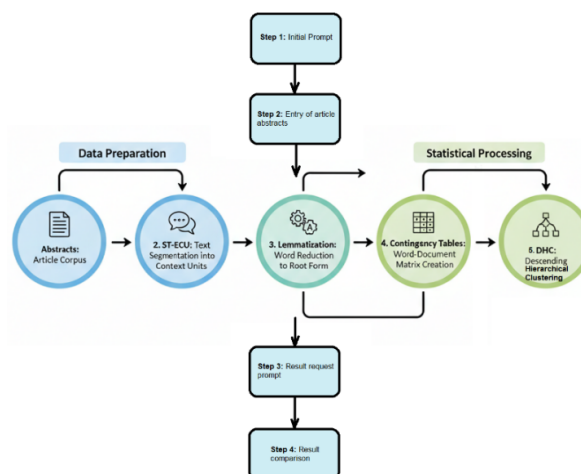 Step 1: Initial Prompt
Step 2: Entry of article
abstracts
Data Preparation
Statistical Processing
Abstracts:
Article Corpus
2. ST-ECU: Text
Segmentation into
Context Units
3. Lemmatization:
Word Reduction
to Root Form
4. Contingency Tables:
Word-Document
Matrix Creation
5. DHC:
Descending
Hierarchical
Clustering
Step 3: Result request
prompt
Step 4: Result
comparison